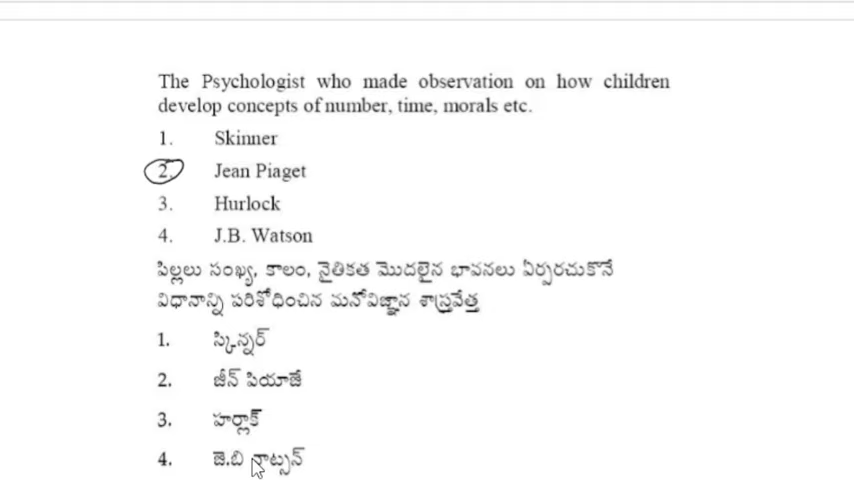 The Psychologist who made observation on how children
develop concepts of number, time, morals etc.
1. Skinner
2. Jean Piaget
3. Hurlock
4. J.B. Watson
పిల్లలు సంఖ్య, కాలం, నైతికత మొదలైన భావనలు ఏర్పరచుకొనే
విధానాన్ని పరిశోధించిన మనోవిజ్ఞాన శాస్త్రవేత్త
1. స్కిన్నర్
2. జీన్ పియాజే
3. హర్లాక్
4. జె.బి వాట్సన్